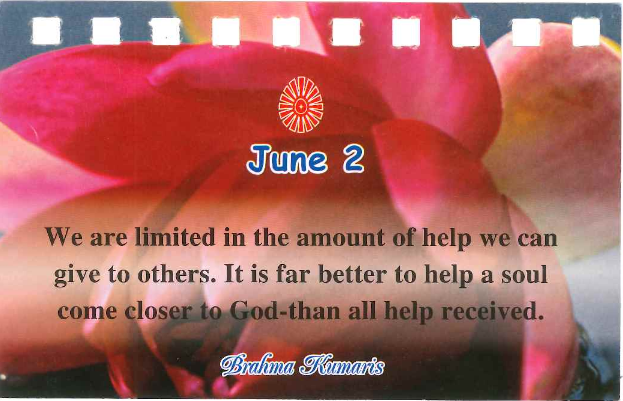 June 2
We are limited in the amount of help we can
give to others. It is far better to help a soul
come closer to God-than all help received.
Brahma Kumaris